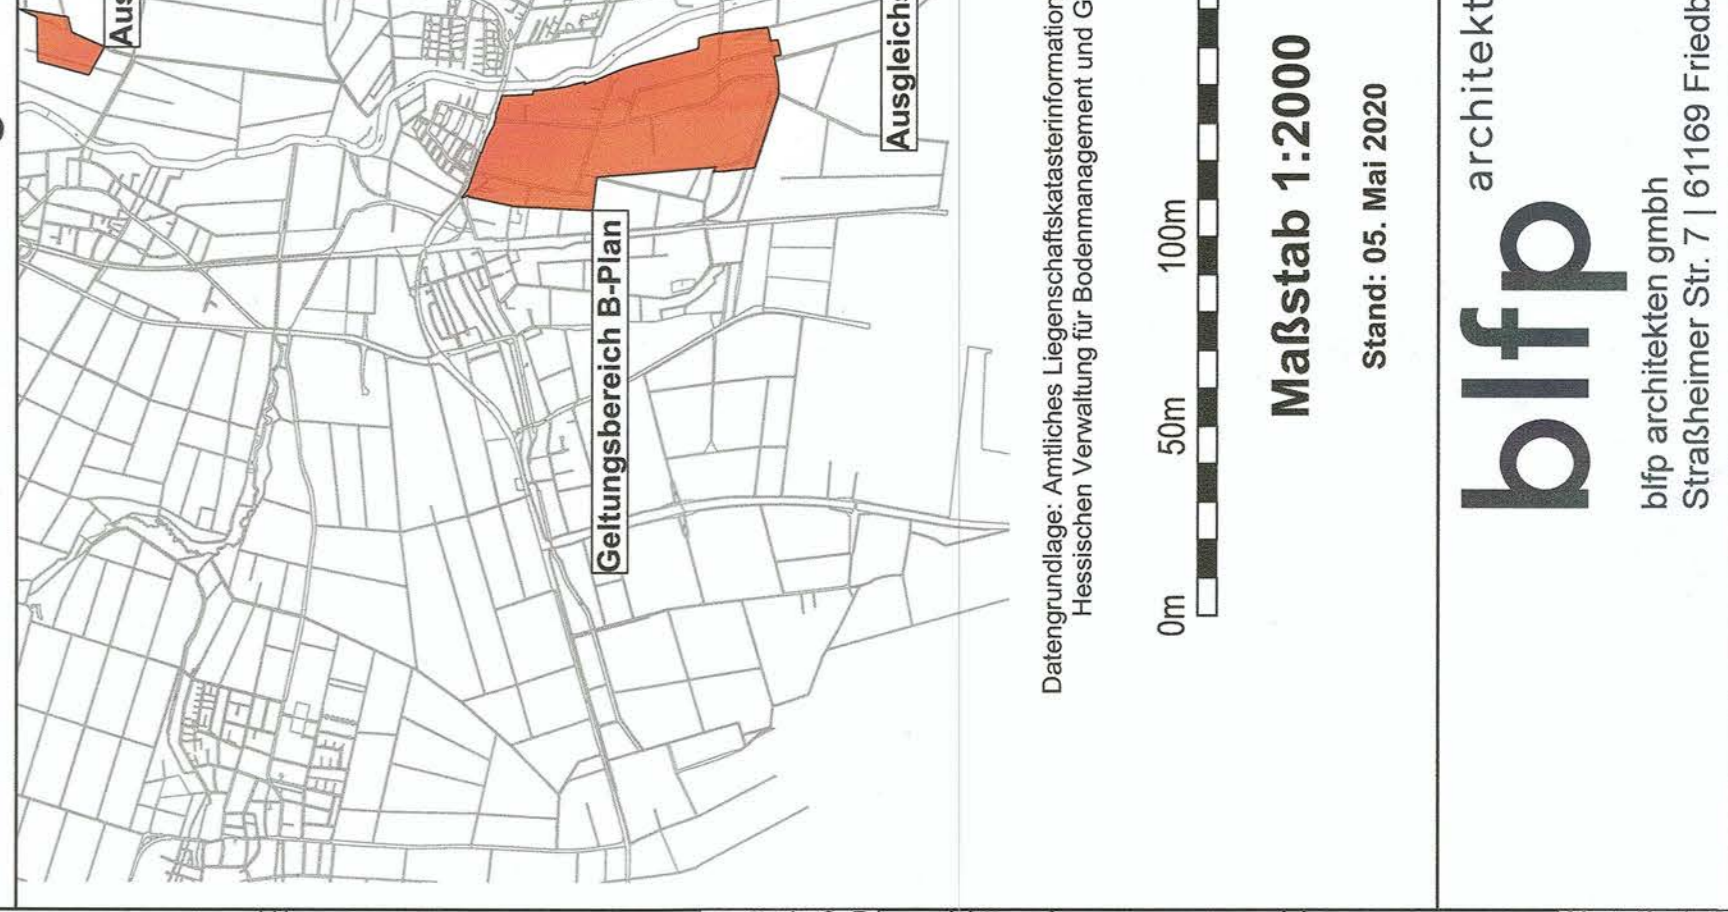 Aus
Ausgleichs
Geltungsbereich B-Plan
Datengrundlage: Amtliches Liegenschaftskatasterinformation
Hessischen Verwaltung für Bodenmanagement und G
0m 50m 100m
Maßstab 1:2000
Stand: 05. Mai 2020
blfp architekt
blfp architekten gmbh
Straßheimer Str. 7 | 61169 Friedb